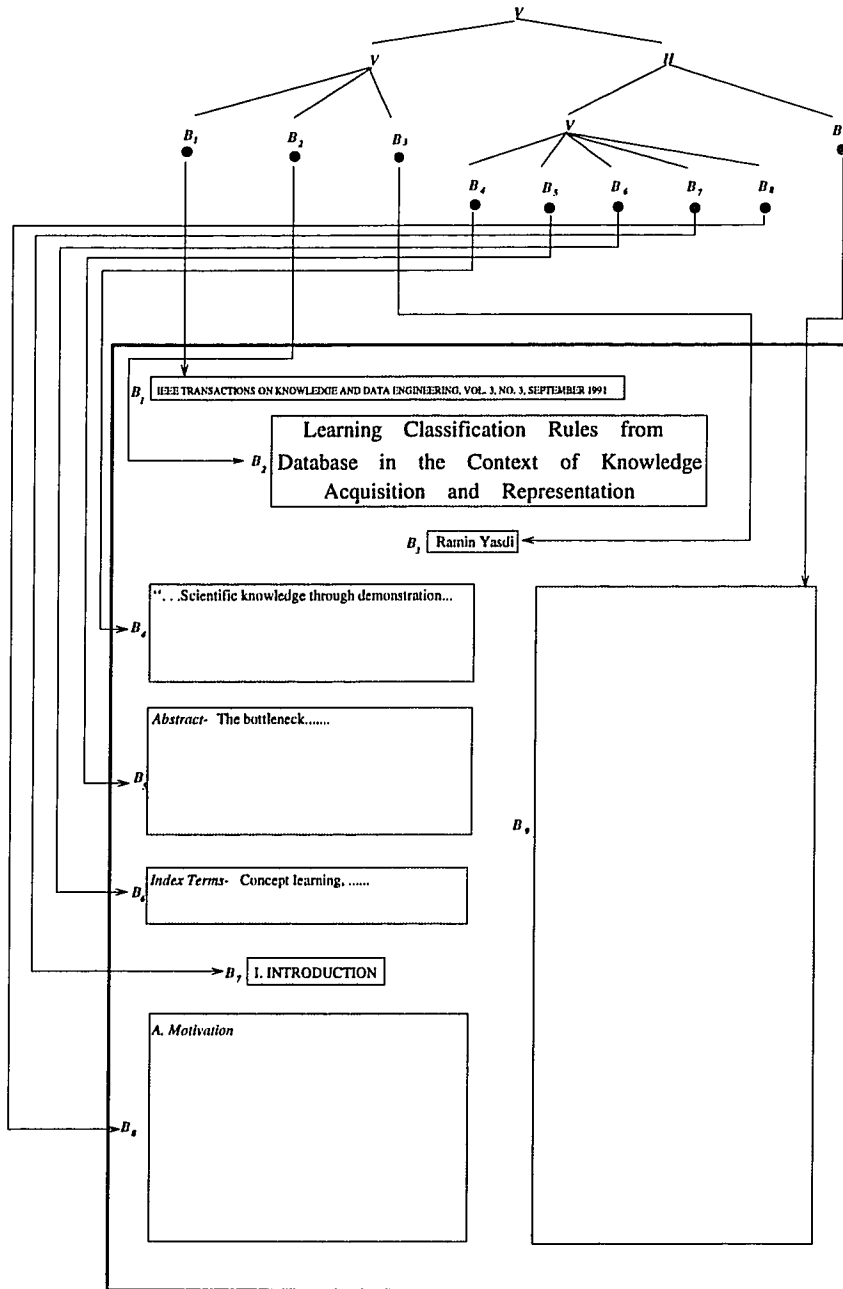 V
V
H
B1 B2 B3 V B
B4 B5 B6 B7 B8
B1 IEEE TRANSACTIONS ON KNOWLEDGE AND DATA ENGINEERING, VOL. 3, NO. 3, SEPTEMBER 1991
Learning Classification Rules from
B2 Database in the Context of Knowledge
Acquisition and Representation
B3 Ramin Yasdi
"...Scientific knowledge through demonstration...
B4
Abstract- The bottleneck.......
B5
B9
Index Terms- Concept learning, ......
B6
B7 I. INTRODUCTION
A. Motivation
B8